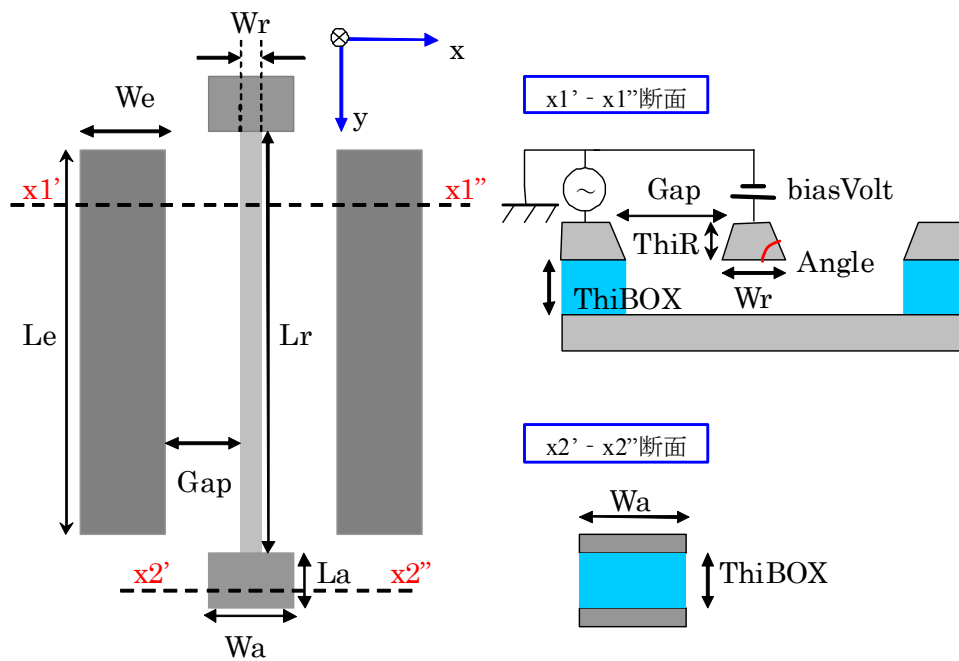 Wr
x
We
y
x1’
x1”
Le
Lr
Gap
x2’
La
x2”
Wa
x1’ - x1”断面
~
Gap
biasVolt
ThiR
Angle
ThiBOX
Wr
x2’ - x2”断面
Wa
ThiBOX